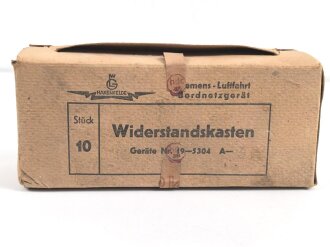 HAKENFELDE
Siemens-Luftfahrt
Bordnetzgerät
Stück
10
Widerstandskasten
Geräte Nr. 19—5304 A—